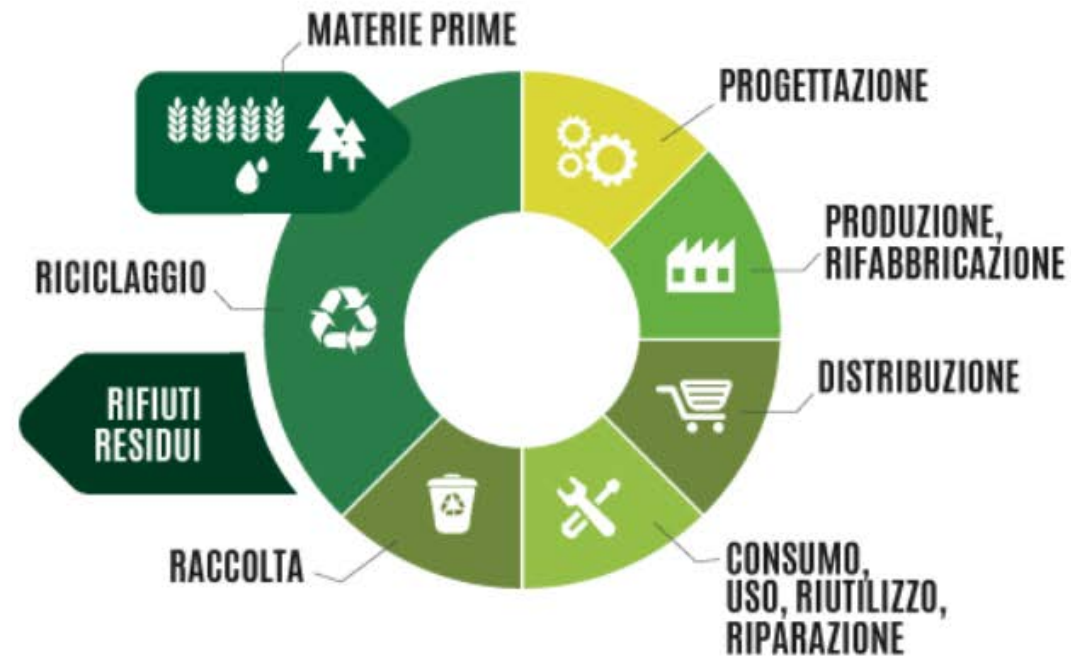 MATERIE PRIME
PROGETTAZIONE
PRODUZIONE,
RIFABBRICAZIONE
DISTRIBUZIONE
CONSUMO,
USO, RIUTILIZZO,
RIPARAZIONE
RACCOLTA
RIFIUTI
RESIDUI
RICICLAGGIO